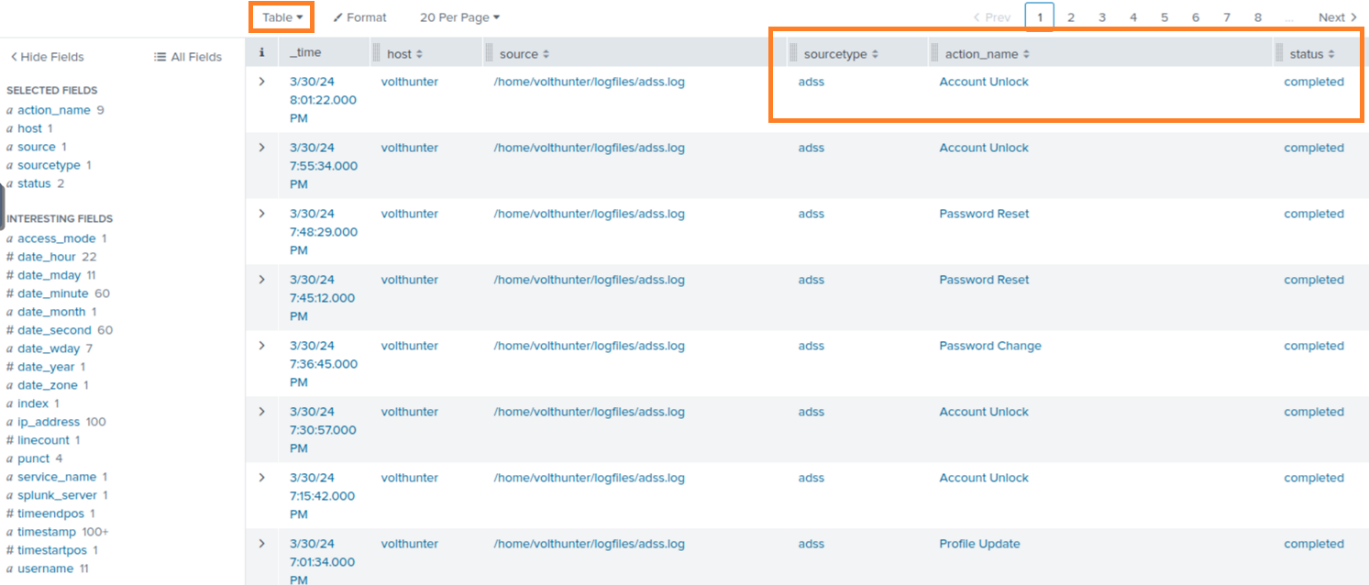 Table ▾ Format 20 Per Page ▾ < Prev 1 2 3 4 5 6 7 8 ... Next >
< Hide Fields All Fields
SELECTED FIELDS
a action_name 9
a host 1
a source 1
a sourcetype 1
a status 2
INTERESTING FIELDS
a access_mode 1
# date_hour 22
# date_mday 11
# date_minute 60
a date_month 1
# date_second 60
a date_wday 7
# date_year 1
a date_zone 1
a index 1
a ip_address 100
# linecount 1
a punct 4
a service_name 1
a splunk_server 1
# timeendpos 1
a timestamp 100+
# timestartpos 1
a username 11
i _time host source sourcetype action_name status
> 3/30/24 volthunter /home/volthunter/logfiles/adss.log adss Account Unlock completed
8:01:22.000
PM
> 3/30/24 volthunter /home/volthunter/logfiles/adss.log adss Account Unlock completed
7:55:34.000
PM
> 3/30/24 volthunter /home/volthunter/logfiles/adss.log adss Password Reset completed
7:48:29.000
PM
> 3/30/24 volthunter /home/volthunter/logfiles/adss.log adss Password Reset completed
7:45:12.000
PM
> 3/30/24 volthunter /home/volthunter/logfiles/adss.log adss Password Change completed
7:36:45.000
PM
> 3/30/24 volthunter /home/volthunter/logfiles/adss.log adss Account Unlock completed
7:30:57.000
PM
> 3/30/24 volthunter /home/volthunter/logfiles/adss.log adss Account Unlock completed
7:15:42.000
PM
> 3/30/24 volthunter /home/volthunter/logfiles/adss.log adss Profile Update completed
7:01:34.000
PM